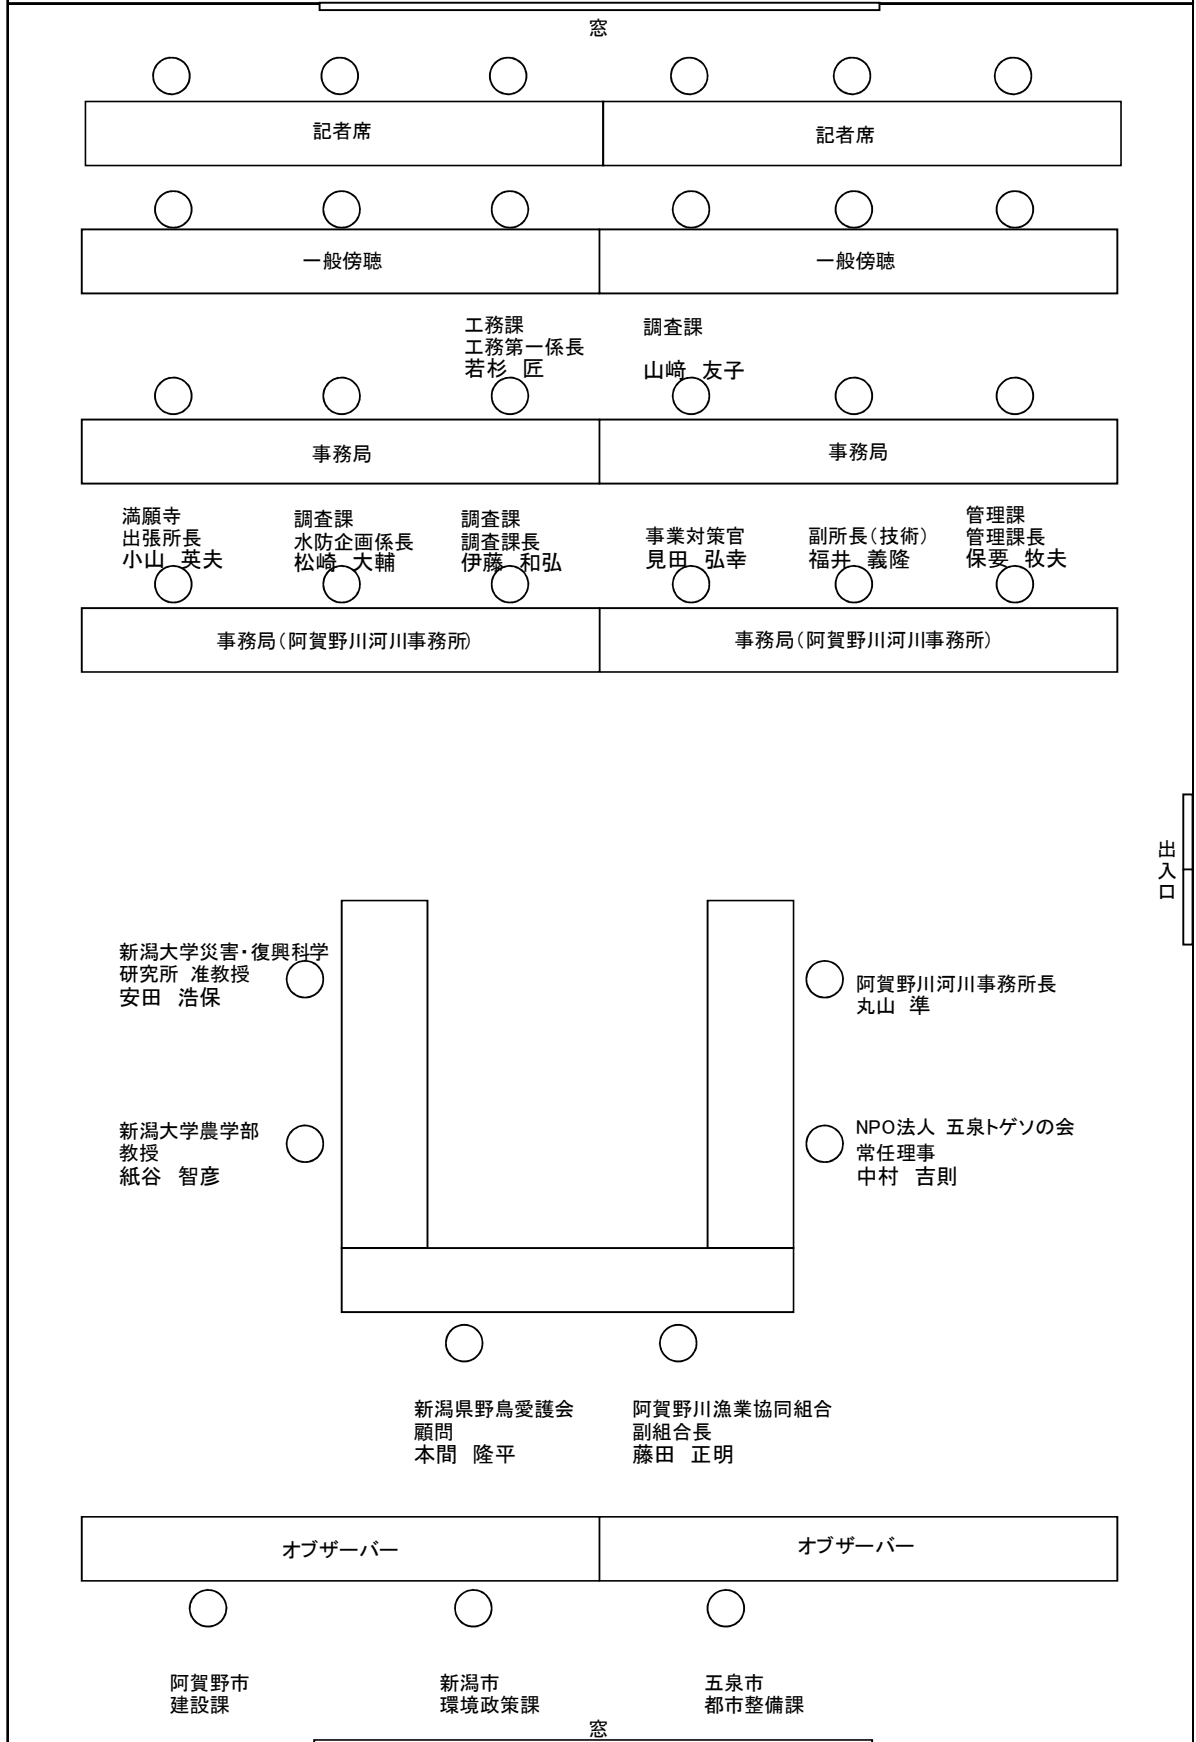 窓
記者席
記者席
一般傍聴
一般傍聴
工務課
工務第一係長
若杉 匠
調査課
山﨑 友子
事務局
事務局
満願寺
出張所長
小山 英夫
調査課
水防企画係長
松崎 大輔
調査課
調査課長
伊藤 和弘
事業対策官
見田 弘幸
副所長(技術)
福井 義隆
管理課
管理課長
保要 牧夫
事務局(阿賀野川河川事務所)
事務局(阿賀野川河川事務所)
出入口
新潟大学災害・復興科学
研究所 准教授
安田 浩保
阿賀野川河川事務所長
丸山 準
新潟大学農学部
教授
紙谷 智彦
NPO法人 五泉トゲソの会
常任理事
中村 吉則
新潟県野鳥愛護会
顧問
本間 隆平
阿賀野川漁業協同組合
副組合長
藤田 正明
オブザーバー
オブザーバー
阿賀野市
建設課
新潟市
環境政策課
五泉市
都市整備課
窓